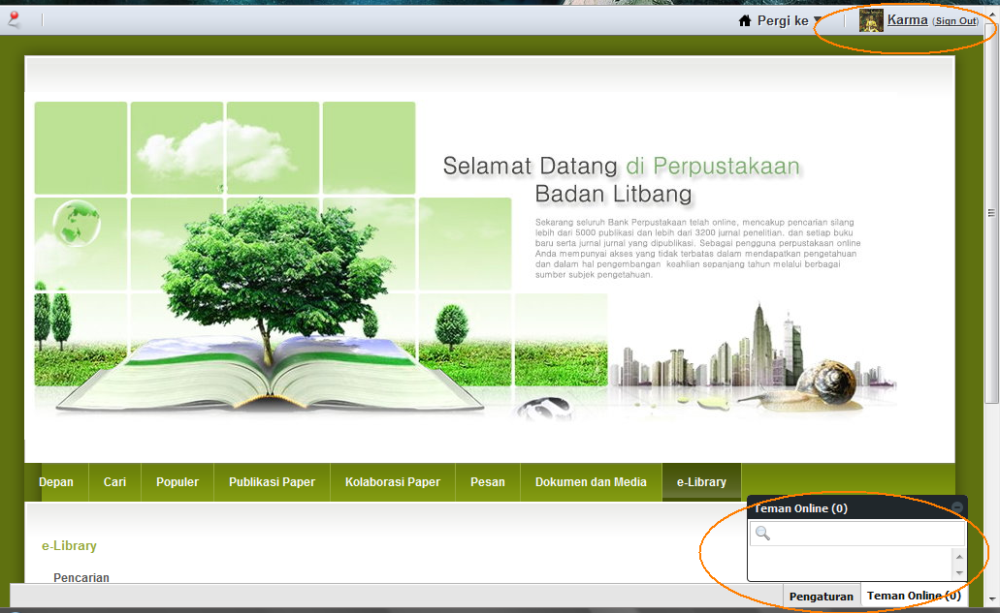 Pergi ke
Karma (Sign Out)
Selamat Datang di Perpustakaan
Badan Litbang
Sekarang seluruh Bank Perpustakaan telah online, mencakup pencarian silang
lebih dari 5000 publikasi dan lebih dari 3200 jurnal penelitian. dan setiap buku
baru serta jurnal jurnal yang dipublikasi. Sebagai pengguna perpustakaan online
Anda mempunyai akses yang tidak terbatas dalam mendapatkan pengetahuan
dan dalam hal pengembangan keahlian sepanjang tahun melalui berbagai
sumber subjek pengetahuan.
Depan Cari Populer Publikasi Paper Kolaborasi Paper Pesan Dokumen dan Media e-Library
Teman Online (0)
e-Library
Pencarian
Pengaturan Teman Online (0)